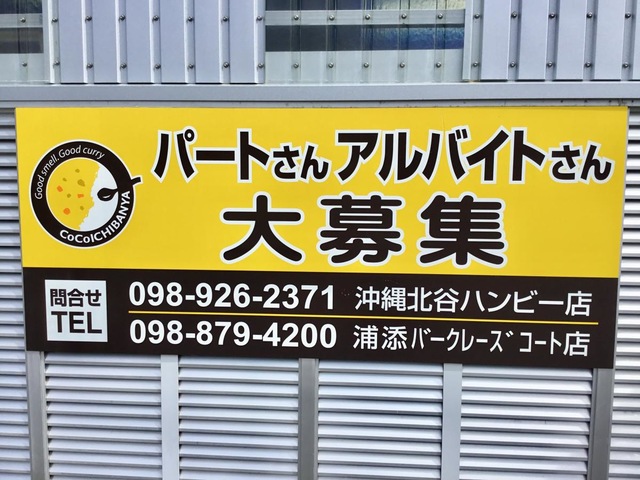 Good smell. Good curry
CoCoICHIBANYA
パートさんアルバイトさん
大募集
問合せ
TEL
098-926-2371 沖縄北谷ハンビー店
098-879-4200 浦添バークレーズコート店